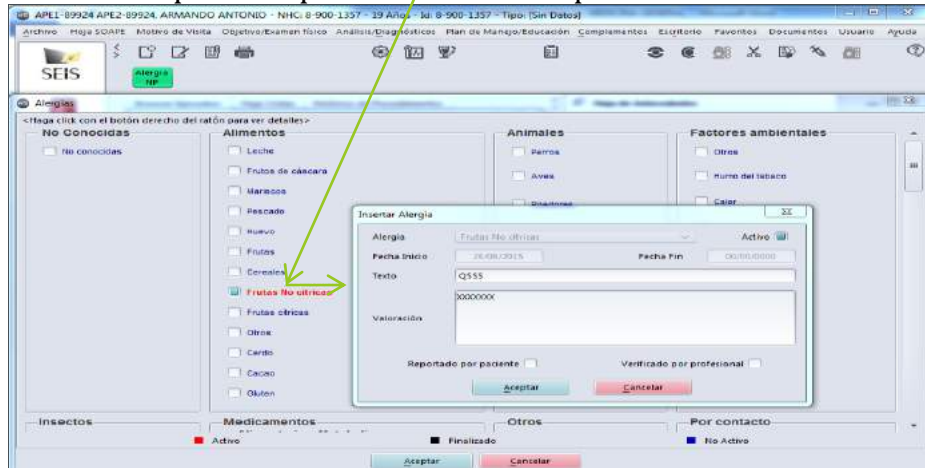 APE1-89924 APE2-89924, ARMANDO ANTONIO - NHC: 8-900-1357 - 19 Años - Id: 8-900-1357 - Tipo: [Sin Datos]
Archivo Hoja SOAPE Motivo de Visita Objetivo/Examen físico Análisis/Diagnósticos Plan de Manejo/Educación Complementos Escritorio Favoritos Documentos Usuario Ayuda
SEIS
Alergia
NP
Alergias
<Haga click con el botón derecho del ratón para ver detalles>
No Conocidas Alimentos Animales Factores ambientales
No conocidas Leche Perros Otros
Frutos de cáscara Aves Humo del tabaco
Mariscos Roedores Calor
Pescado
Huevo
Frutas
Cereales
Frutas No cítricas
Frutas cítricas
Otros
Cerdo
Cacao
Gluten
Insertar Alergia
Alergia Frutas No cítricas Activo
Fecha Inicio 26/08/2015 Fecha Fin 00/00/0000
Texto Q555
Valoración XXXXXXX
Reportado por paciente Verificado por profesional
Aceptar Cancelar
Insectos Medicamentos Otros Por contacto
Activo Finalizado No Activo
Aceptar Cancelar